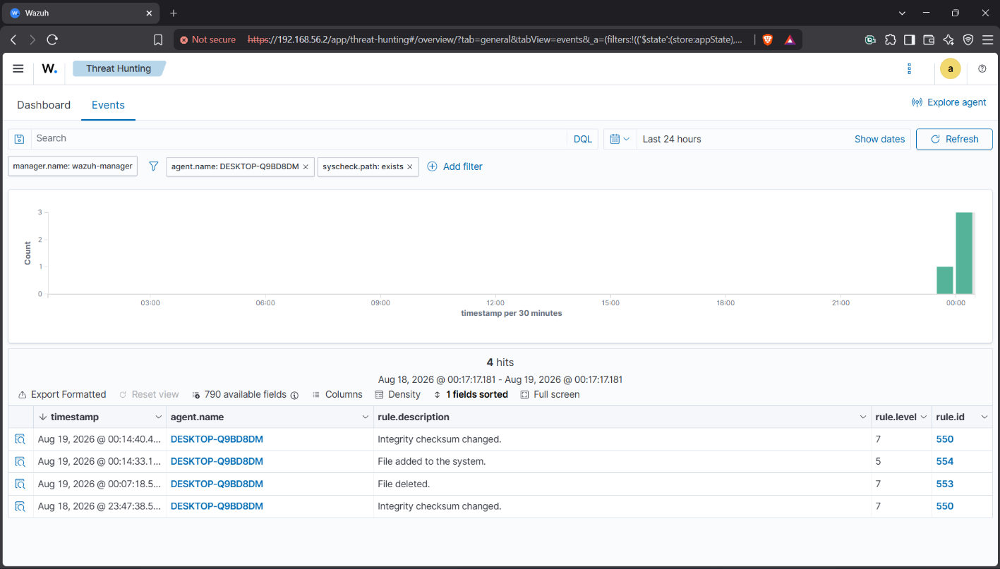 Wazuh
Not secure https://192.168.56.2/app/threat-hunting#/overview/?tab=general&tabView=events&_a=(filters:!(('$state':(store:appState),...
W. Threat Hunting a
Dashboard Events Explore agent
Search DQL Last 24 hours Show dates Refresh
manager.name: wazuh-manager agent.name: DESKTOP-Q9BD8DM syscheck.path: exists Add filter
3
2
1
0
Count
03:00 06:00 09:00 12:00 15:00 18:00 21:00 00:00
timestamp per 30 minutes
4 hits
Aug 18, 2026 @ 00:17:17.181 - Aug 19, 2026 @ 00:17:17.181
Export Formatted Reset view 790 available fields Columns Density 1 fields sorted Full screen
timestamp agent.name rule.description rule.level rule.id
Aug 19, 2026 @ 00:14:40.4... DESKTOP-Q9BD8DM Integrity checksum changed. 7 550
Aug 19, 2026 @ 00:14:33.1... DESKTOP-Q9BD8DM File added to the system. 5 554
Aug 19, 2026 @ 00:07:18.5... DESKTOP-Q9BD8DM File deleted. 7 553
Aug 18, 2026 @ 23:47:38.5... DESKTOP-Q9BD8DM Integrity checksum changed. 7 550